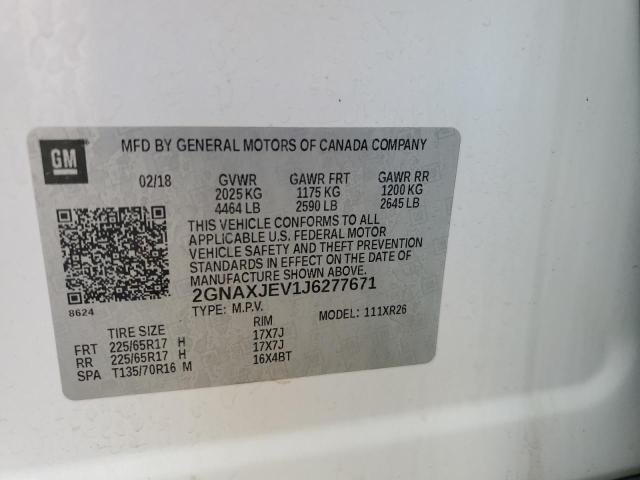 GM
MFD BY GENERAL MOTORS OF CANADA COMPANY
02/18 GVWR GAWR FRT GAWR RR
2025 KG 1175 KG 1200 KG
4464 LB 2590 LB 2645 LB
THIS VEHICLE CONFORMS TO ALL
APPLICABLE U.S. FEDERAL MOTOR
VEHICLE SAFETY AND THEFT PREVENTION
STANDARDS IN EFFECT ON THE DATE OF
MANUFACTURE SHOWN ABOVE.
8624 2GNAXJEV1J6277671
TYPE: M.P.V. MODEL: 111XR26
TIRE SIZE RIM
FRT 225/65R17 H 17X7J
RR 225/65R17 H 17X7J
SPA T135/70R16 M 16X4BT